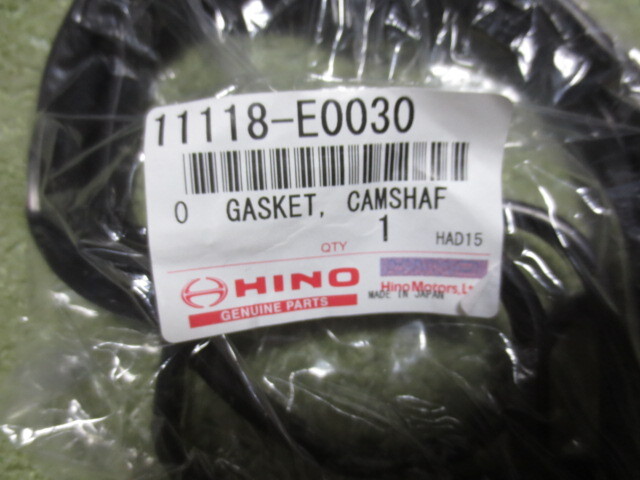 11118-E0030
0 GASKET, CAMSHAF
QTY 1 HAD15
HINO
GENUINE PARTS
Hino Motors, Lt
MADE IN JAPAN